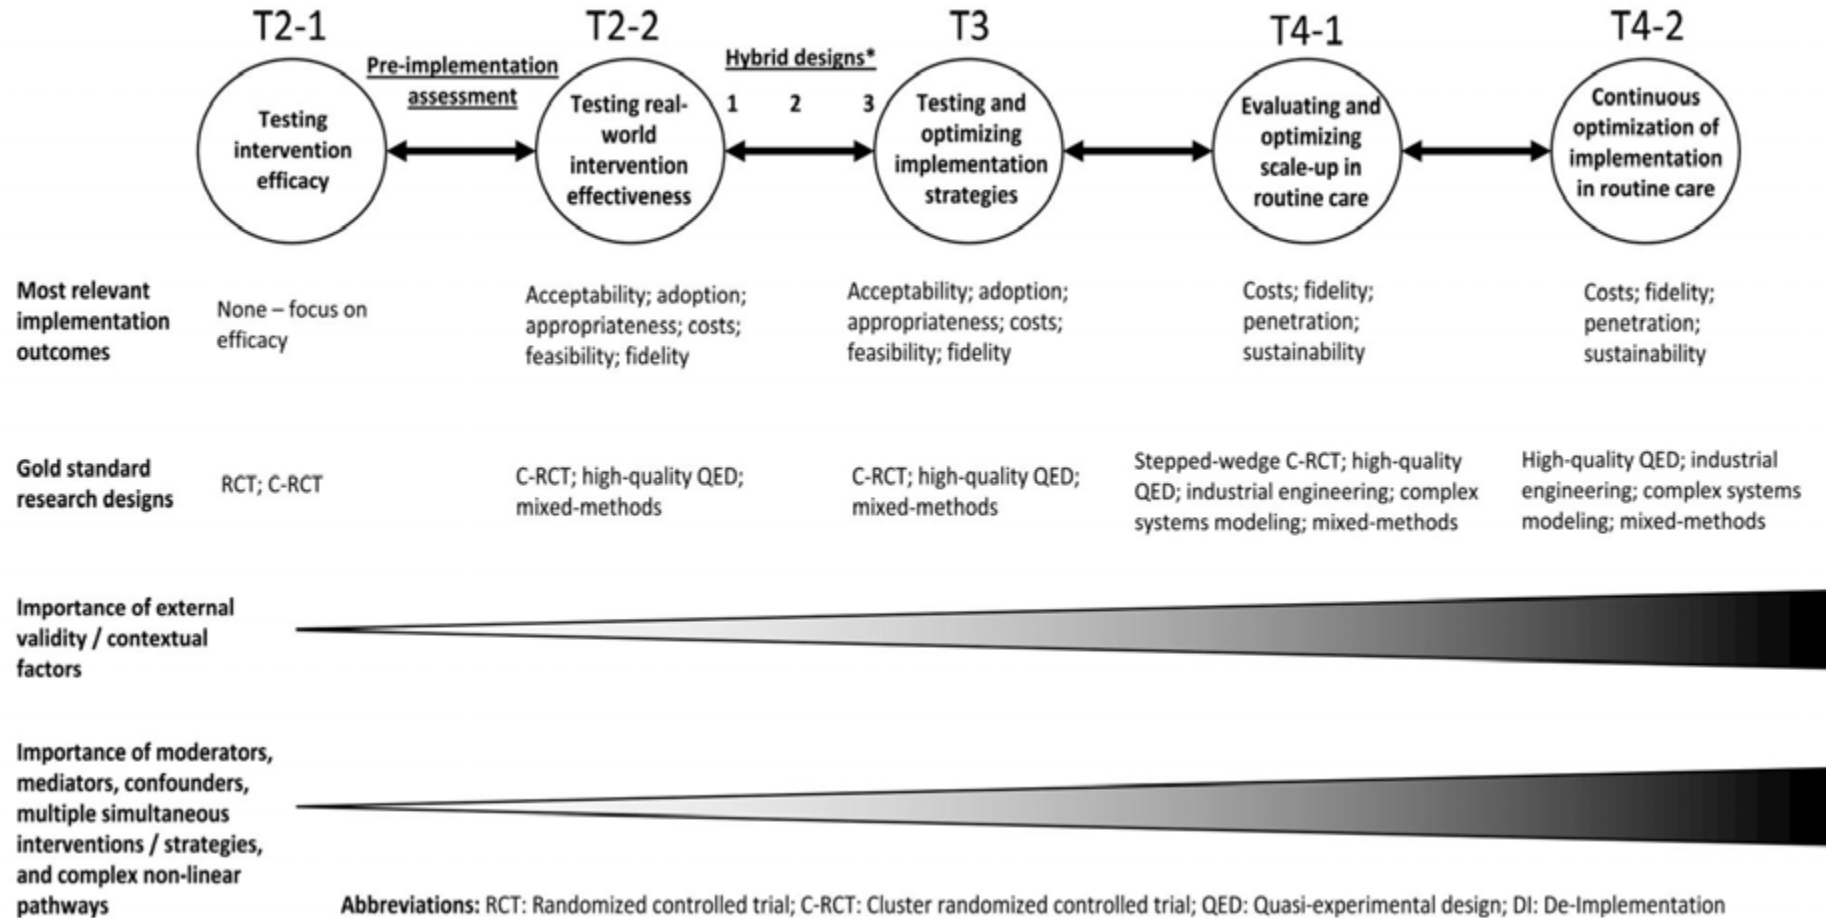 T2-1
T2-2
T3
T4-1
T4-2
Pre-implementation
assessment
Hybrid designs*
1 2 3
Testing
intervention
efficacy
Testing real-
world
intervention
effectiveness
Testing and
optimizing
implementation
strategies
Evaluating and
optimizing
scale-up in
routine care
Continuous
optimization of
implementation
in routine care
Most relevant
implementation
outcomes
None – focus on
efficacy
Acceptability; adoption;
appropriateness; costs;
feasibility; fidelity
Acceptability; adoption;
appropriateness; costs;
feasibility; fidelity
Costs; fidelity;
penetration;
sustainability
Costs; fidelity;
penetration;
sustainability
Gold standard
research designs
RCT; C-RCT
C-RCT; high-quality QED;
mixed-methods
C-RCT; high-quality QED;
mixed-methods
Stepped-wedge C-RCT; high-quality
QED; industrial engineering; complex
systems modeling; mixed-methods
High-quality QED; industrial
engineering; complex systems
modeling; mixed-methods
Importance of external
validity / contextual
factors
Importance of moderators,
mediators, confounders,
multiple simultaneous
interventions / strategies,
and complex non-linear
pathways
Abbreviations: RCT: Randomized controlled trial; C-RCT: Cluster randomized controlled trial; QED: Quasi-experimental design; DI: De-Implementation